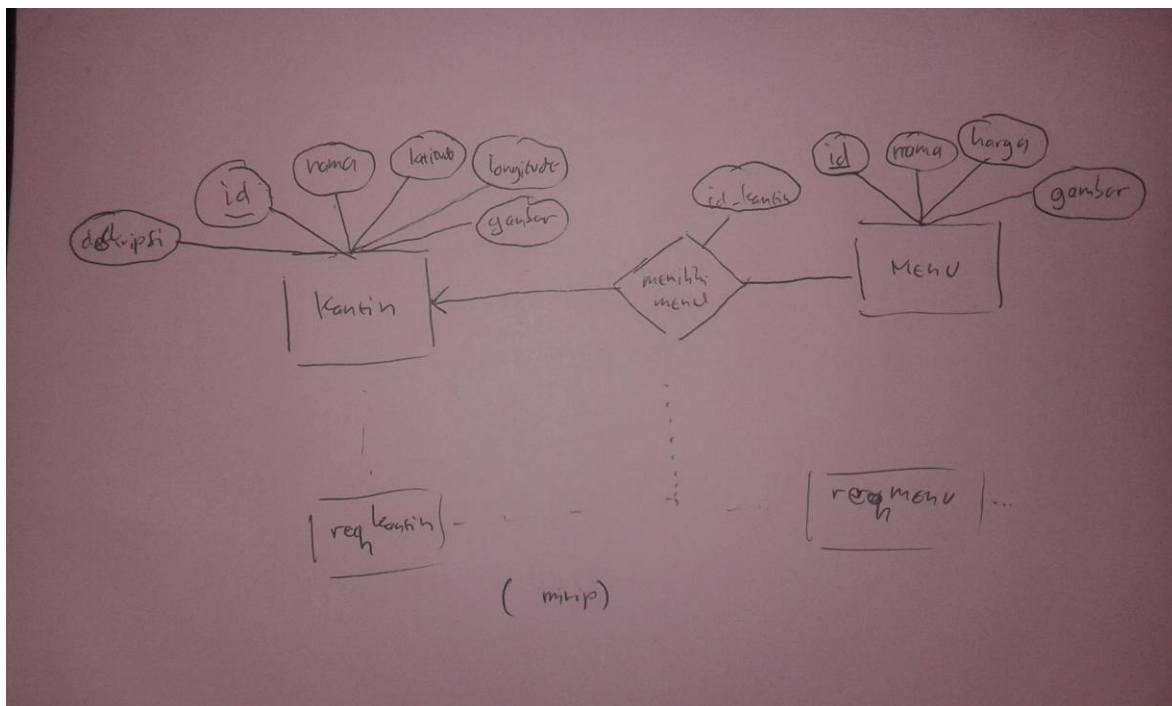 deskripsi
id
nama
latitude
longitude
gambar
Kantin
memiliki
menu
id_kantin
id
nama
harga
gambar
Menu
req kantin
req menu
...
( mirip )